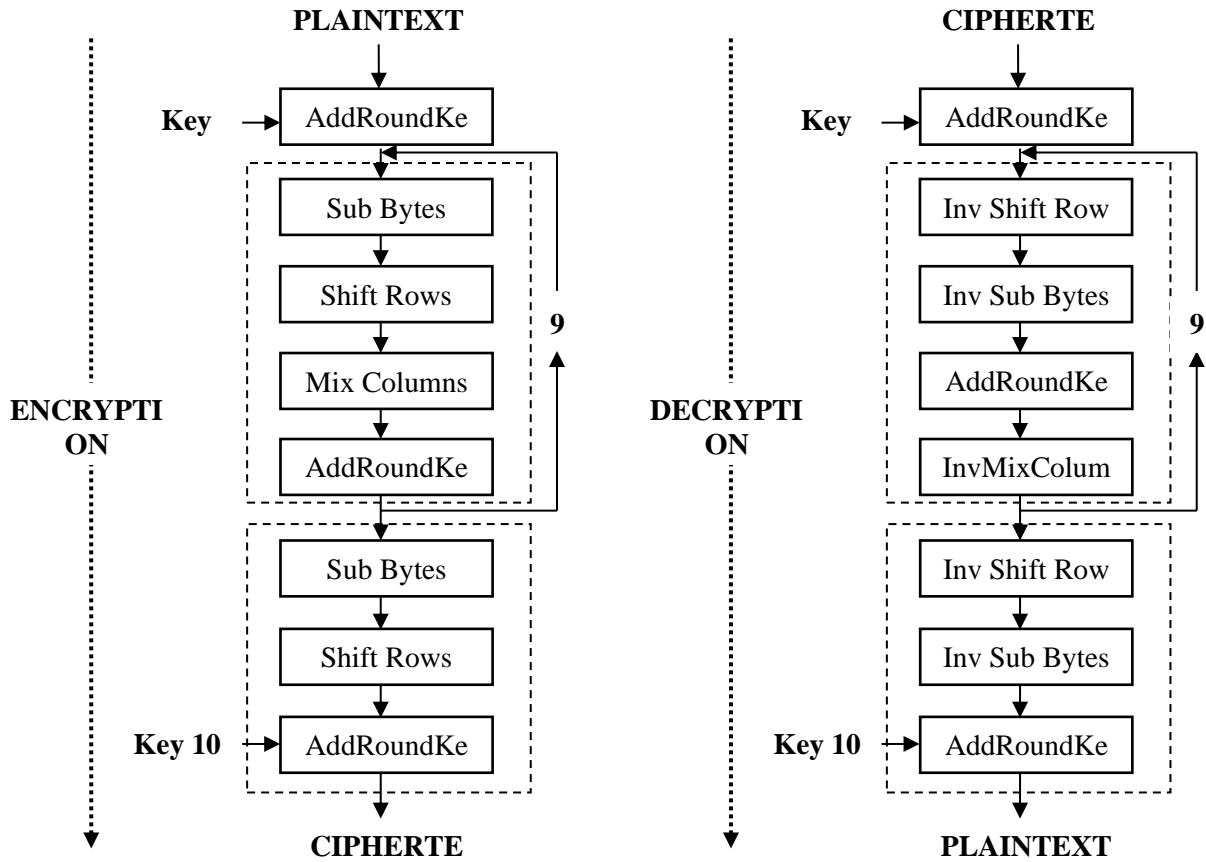 PLAINTEXT
Key
AddRoundKe
Sub Bytes
Shift Rows
Mix Columns
AddRoundKe
9
ENCRYPTI
ON
Sub Bytes
Shift Rows
Key 10
AddRoundKe
CIPHERTE
CIPHERTE
Key
AddRoundKe
Inv Shift Row
Inv Sub Bytes
AddRoundKe
InvMixColum
9
DECRYPTI
ON
Inv Shift Row
Inv Sub Bytes
Key 10
AddRoundKe
PLAINTEXT